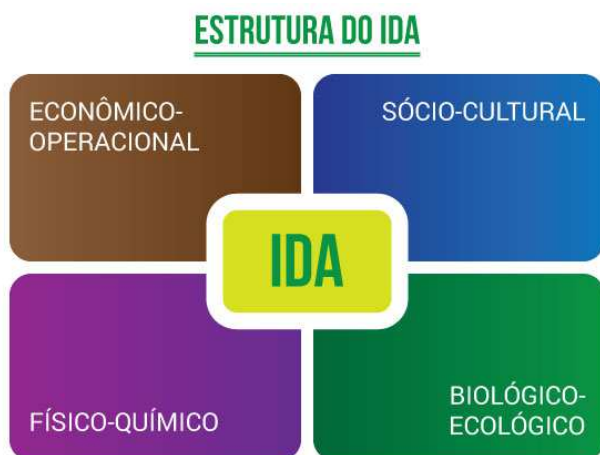 ESTRUTURA DO IDA
ECONÔMICO-
OPERACIONAL
SÓCIO-CULTURAL
IDA
FÍSICO-QUÍMICO
BIOLÓGICO-
ECOLÓGICO